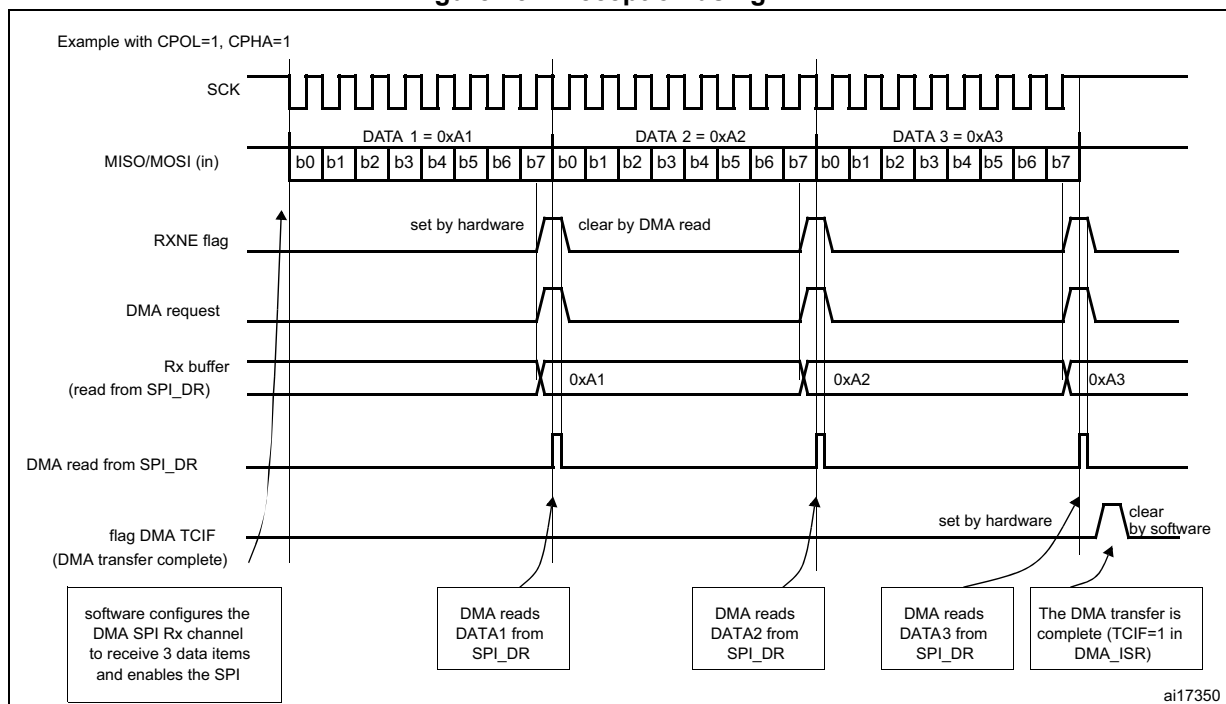 Example with CPOL=1, CPHA=1
SCK
DATA 1 = 0xA1
DATA 2 = 0xA2
DATA 3 = 0xA3
MISO/MOSI (in)
b0 b1 b2 b3 b4 b5 b6 b7 b0 b1 b2 b3 b4 b5 b6 b7 b0 b1 b2 b3 b4 b5 b6 b7
set by hardware
clear by DMA read
RXNE flag
DMA request
Rx buffer
(read from SPI_DR)
0xA1
0xA2
0xA3
DMA read from SPI_DR
flag DMA TCIF
(DMA transfer complete)
set by hardware
clear
by software
software configures the
DMA SPI Rx channel
to receive 3 data items
and enables the SPI
DMA reads
DATA1 from
SPI_DR
DMA reads
DATA2 from
SPI_DR
DMA reads
DATA3 from
SPI_DR
The DMA transfer is
complete (TCIF=1 in
DMA_ISR)
ai17350